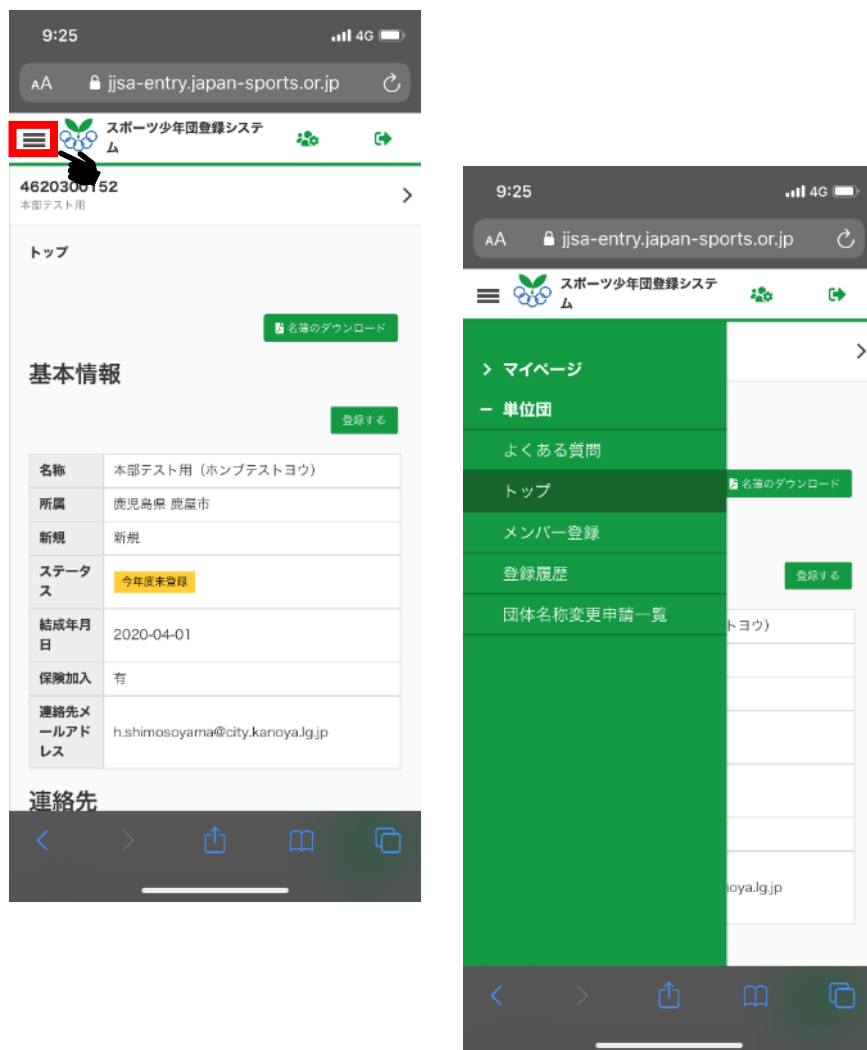 9:25
4G
AA jjsa-entry.japan-sports.or.jp
スポーツ少年団登録システ
ム
4620300152
本部テスト用
トップ
名簿のダウンロード
基本情報
登録する
名称 本部テスト用（ホンブテストヨウ）
所属 鹿児島県 鹿屋市
新規 新規
ステータ
ス
今年度未登録
結成年月
日
2020-04-01
保険加入 有
連絡先メ
ールアド
レス
h.shimosoyama@city.kanoya.lg.jp
連絡先
9:25
4G
AA jjsa-entry.japan-sports.or.jp
スポーツ少年団登録システ
ム
マイページ
単位団
よくある質問
トップ
名簿のダウンロード
メンバー登録
登録履歴
登録する
団体名称変更申請一覧
トヨウ）
noya.lg.jp